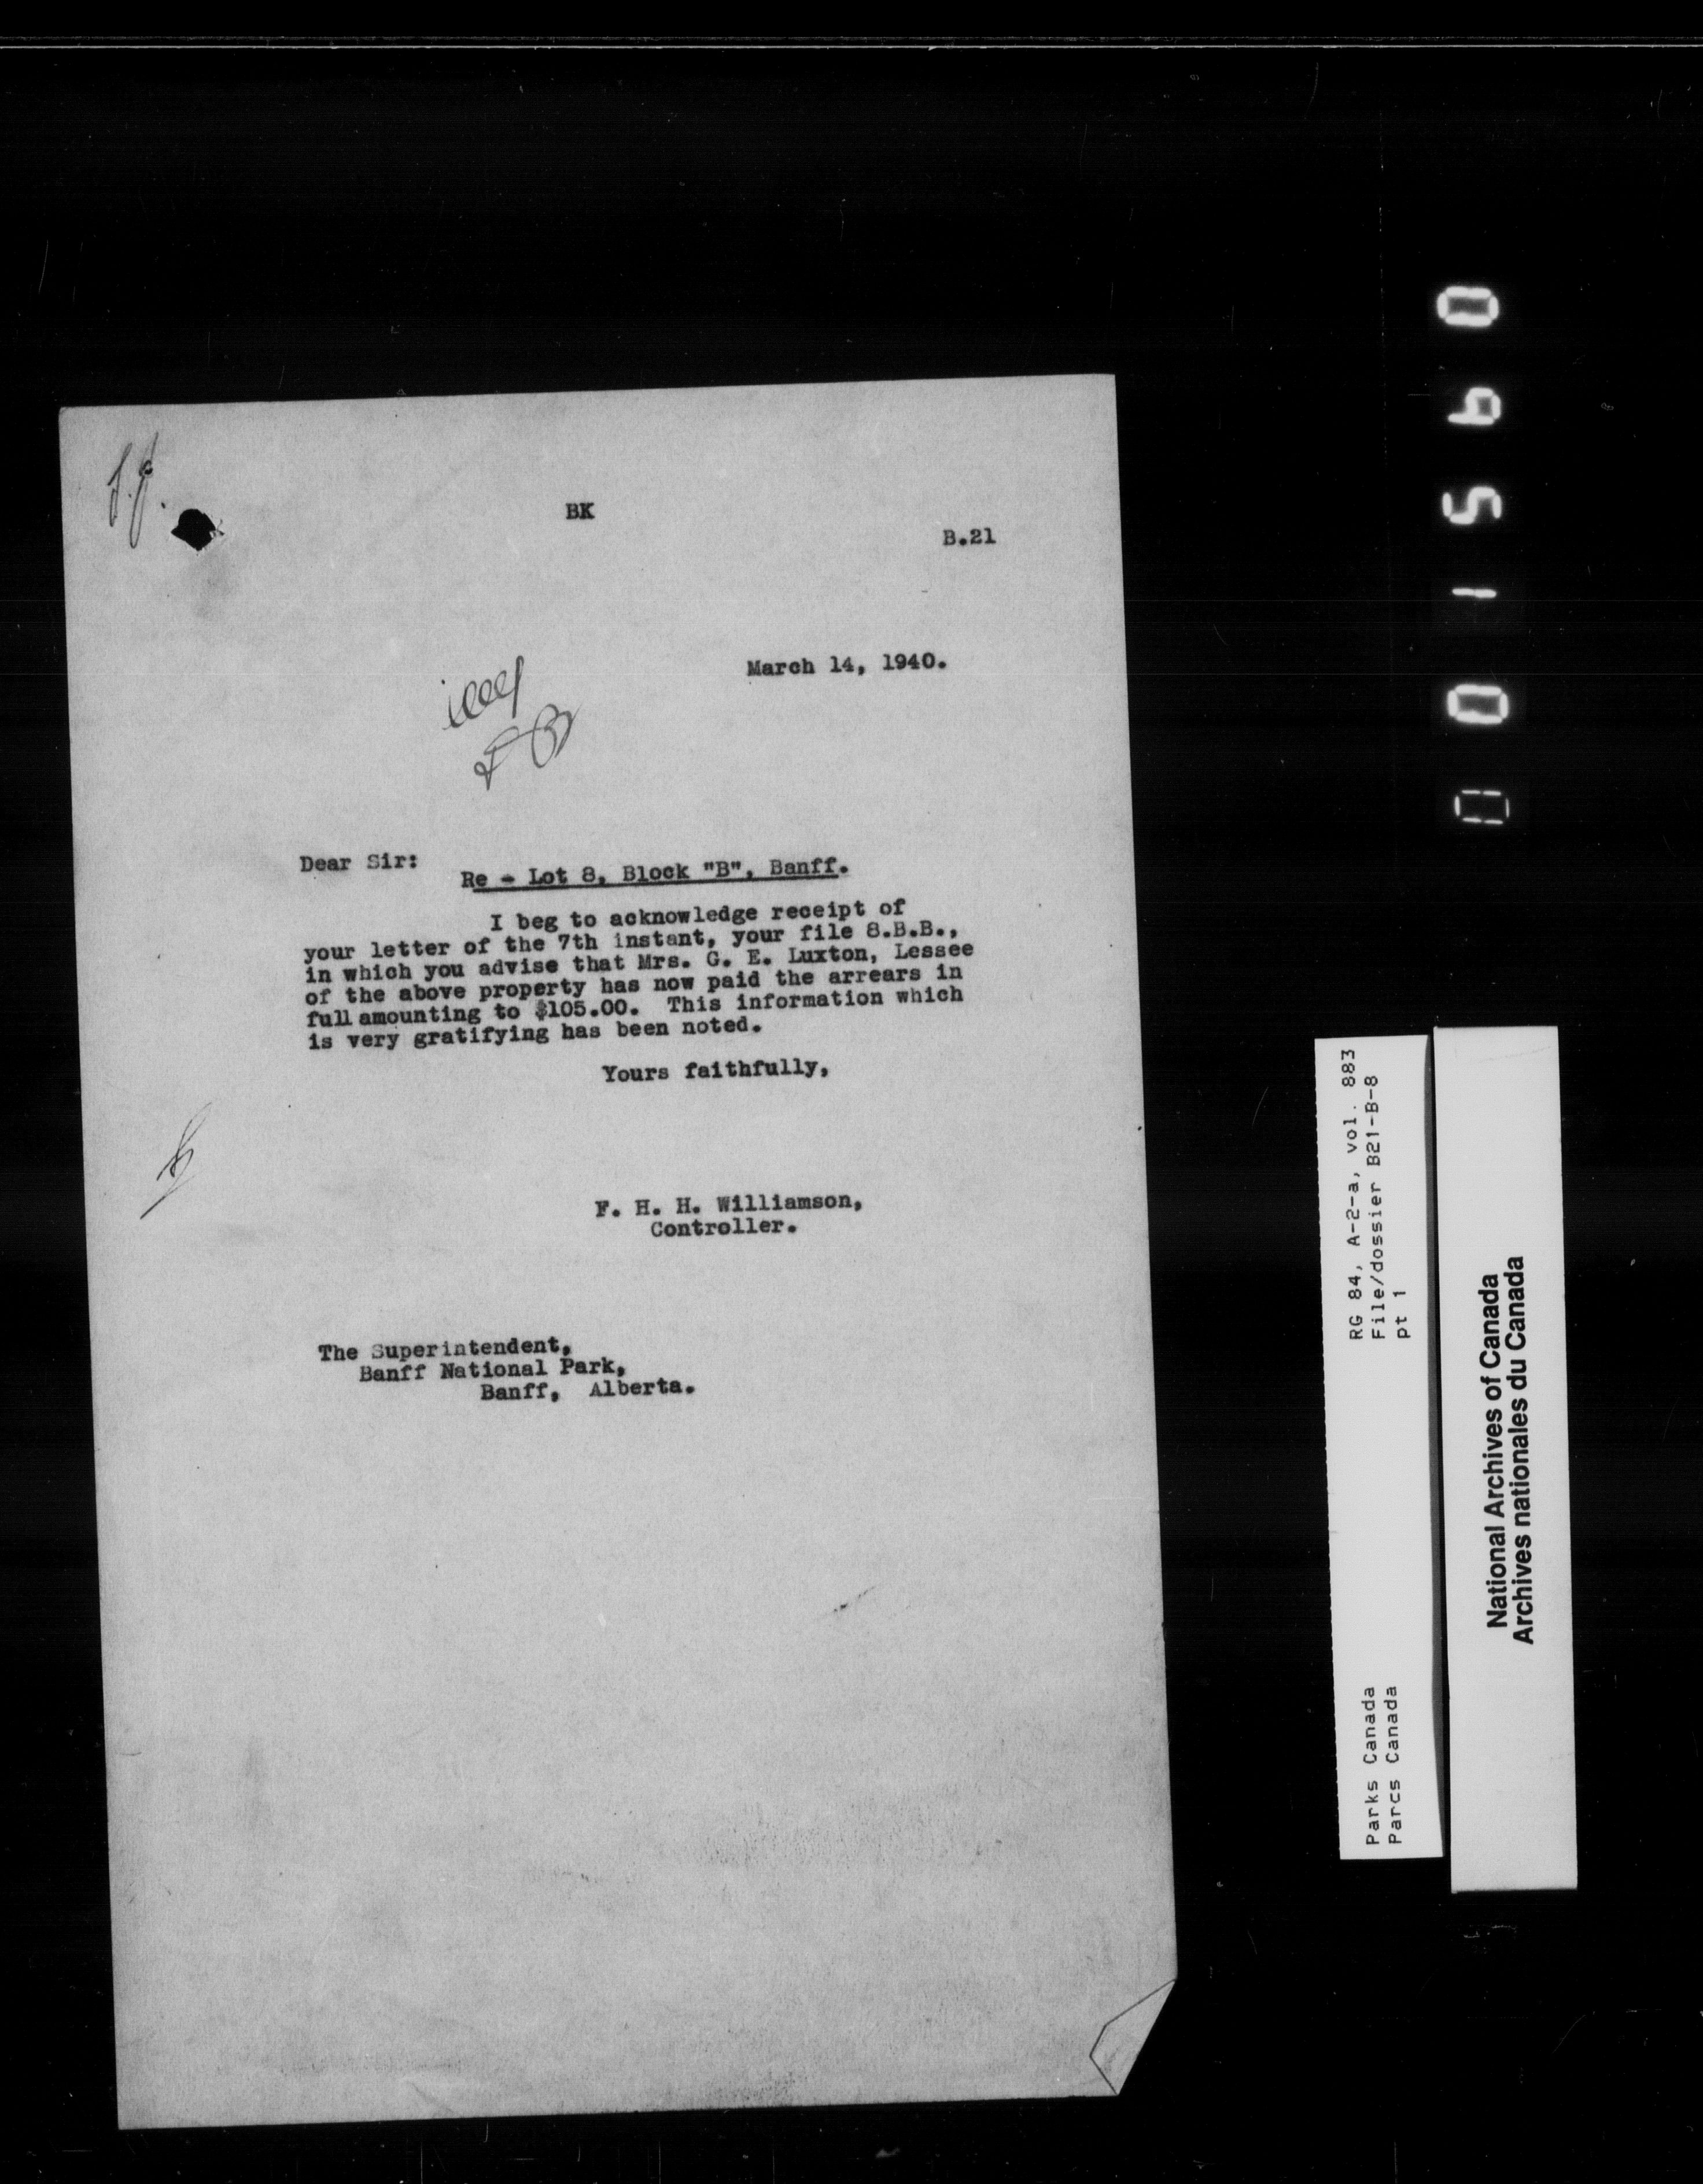 BK
B.21
March 14, 1940.
Dear Sir:
Re - Lot 8, Block "B", Banff.
I beg to acknowledge receipt of
your letter of the 7th instant, your file 8.B.B.,
in which you advise that Mrs. G. E. Luxton, Lessee
of the above property has now paid the arrears in
full amounting to $105.00. This information which
is very gratifying has been noted.
Yours faithfully,
F. H. H. Williamson,
Controller.
The Superintendent,
Banff National Park,
Banff, Alberta.
001560
RG 84, A-2-a, vol. 883
File/dossier B21-B-8
pt 1
Parks Canada
Parcs Canada
National Archives of Canada
Archives nationales du Canada